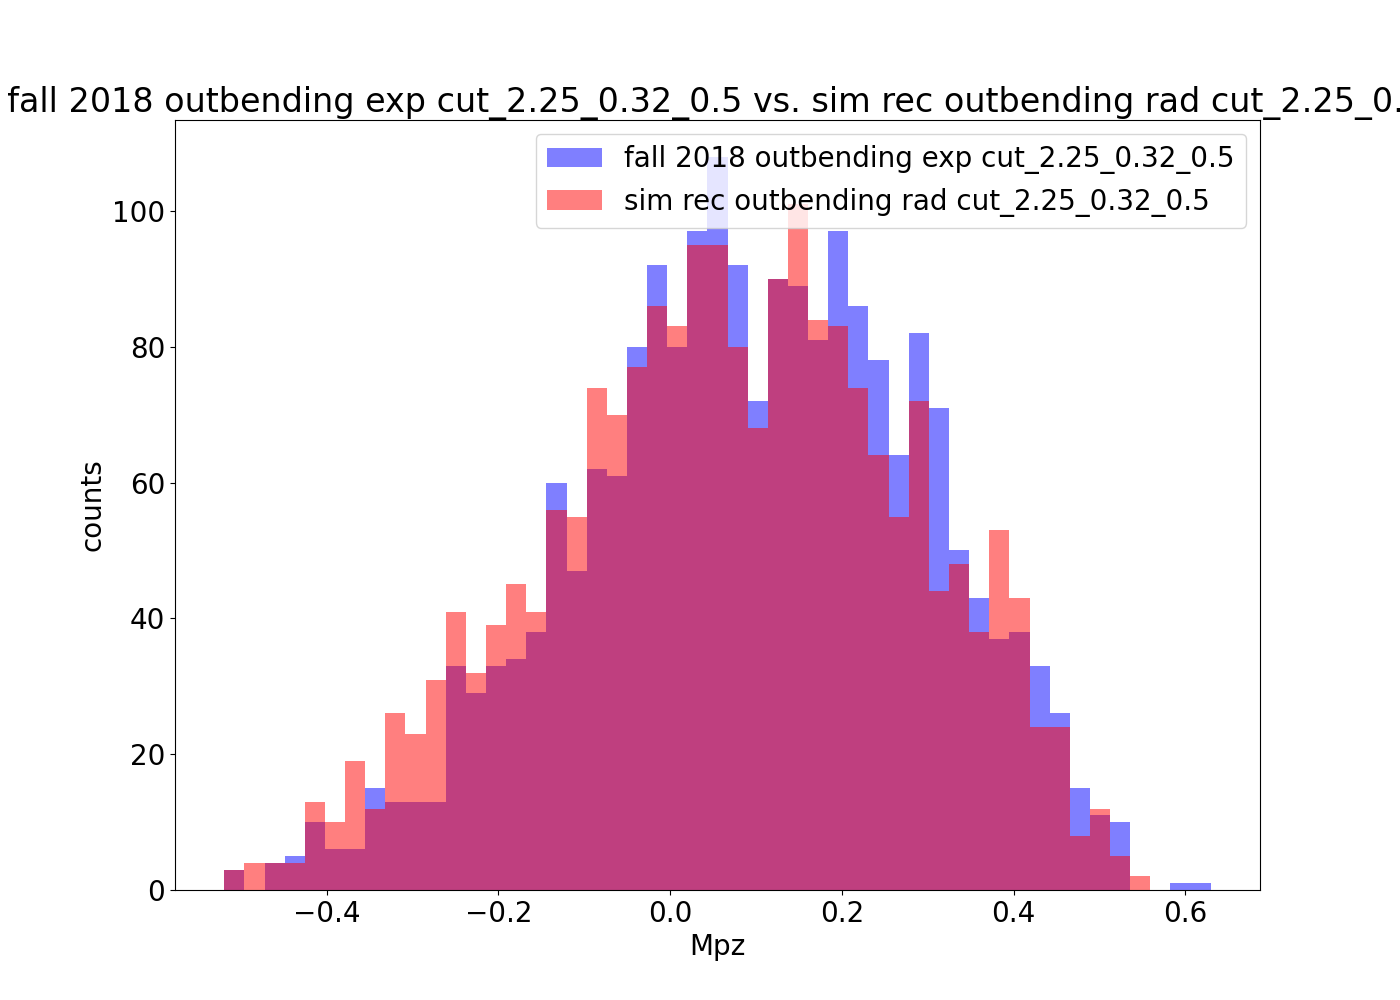 fall 2018 outbending exp cut_2.25_0.32_0.5 vs. sim rec outbending rad cut_2.25_0.
fall 2018 outbending exp cut_2.25_0.32_0.5
sim rec outbending rad cut_2.25_0.32_0.5
100
80
60
40
20
0
counts
−0.4 −0.2 0.0 0.2 0.4 0.6
Mpz